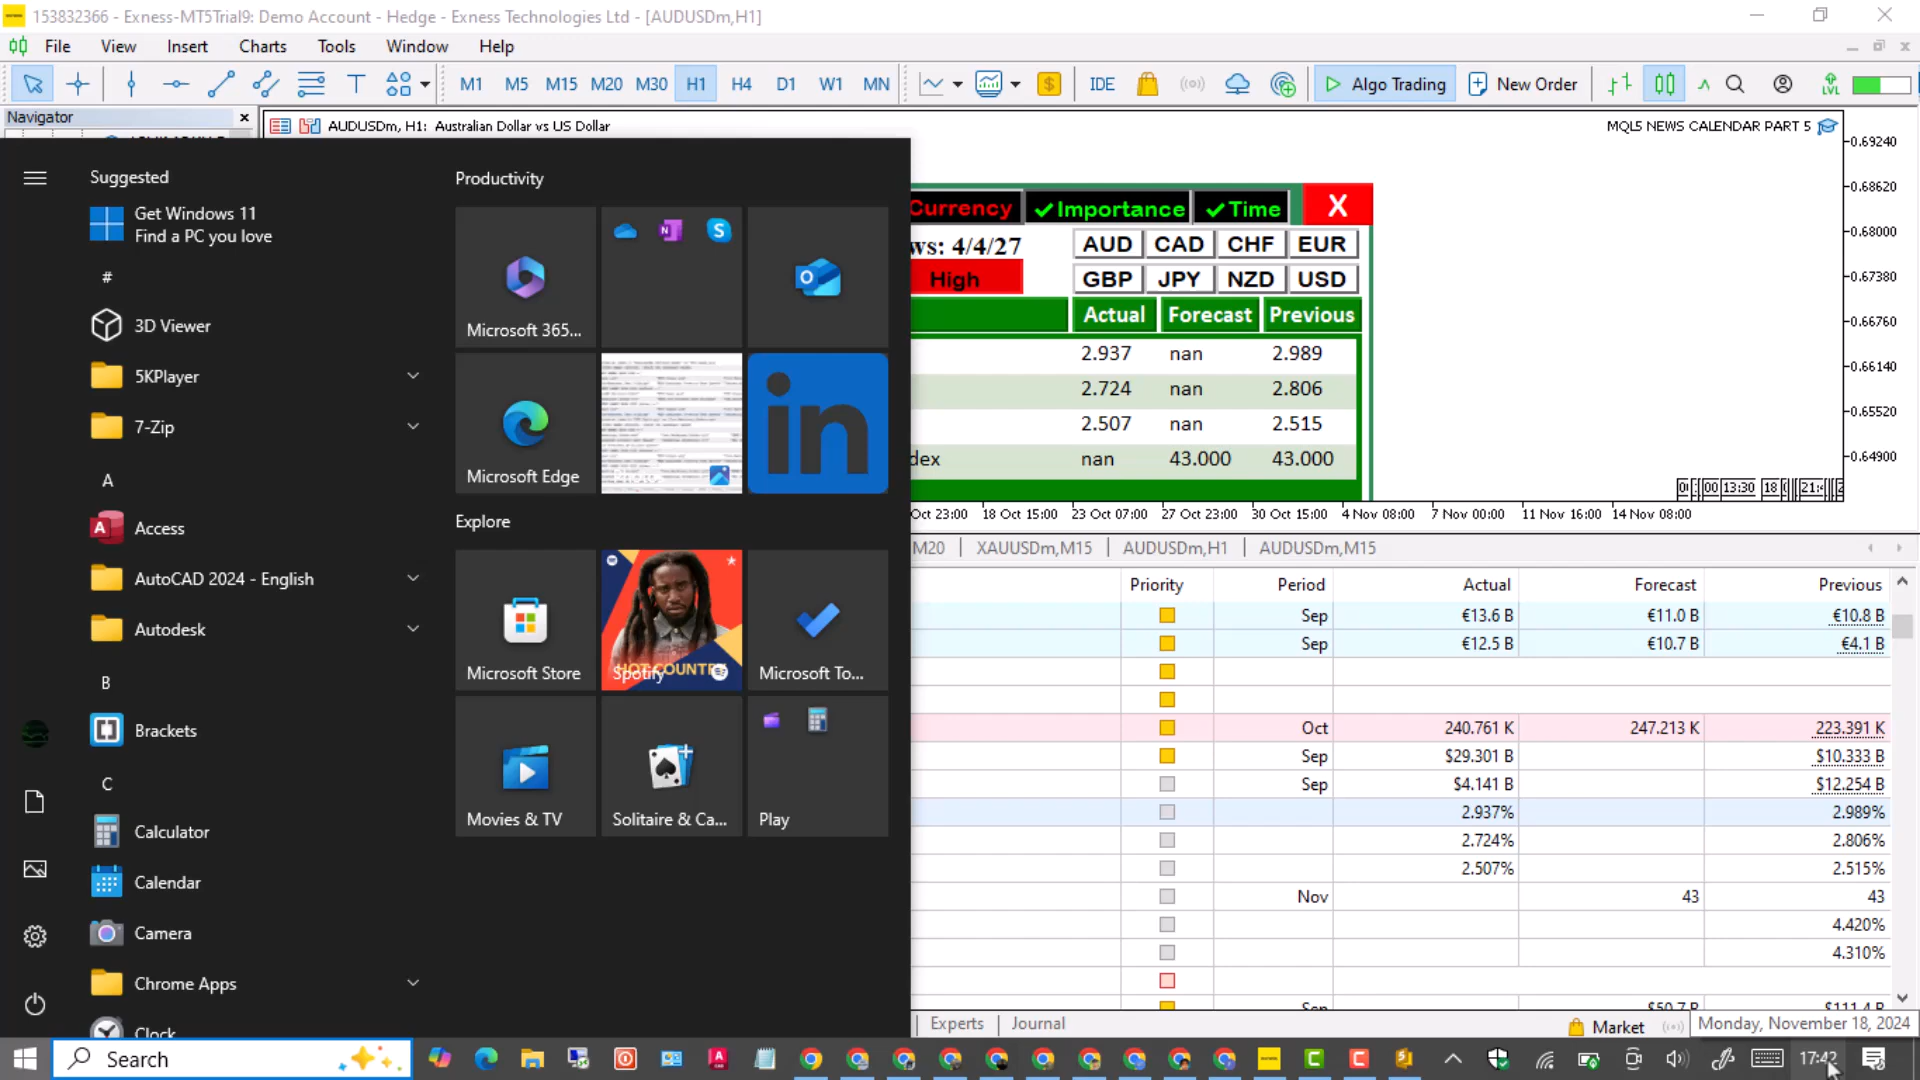 153832366 - Exness-MT5Trial9: Demo Account - Hedge - Exness Technologies Ltd - [AUDUSDm,H1]
File View Insert Charts Tools Window Help
M1 M5 M15 M20 M30 H1 H4 D1 W1 MN IDE Algo Trading New Order LVL
Navigator
AUDUSDm, H1: Australian Dollar vs US Dollar
MQL5 NEWS CALENDAR PART 5
0.69240
0.68620
0.68000
0.67380
0.66760
0.66140
0.65520
0.64900
Suggested
Get Windows 11
Find a PC you love
#
3D Viewer
5KPlayer
7-Zip
A
Access
AutoCAD 2024 - English
Autodesk
B
Brackets
C
Calculator
Calendar
Camera
Chrome Apps
Clock
Productivity
Microsoft 365...
Microsoft Edge
in
Explore
Microsoft Store
HOT COUNTRY
Spotify
Microsoft To...
Movies & TV
Solitaire & Ca...
Play
Currency Importance Time X
ws: 4/4/27
AUD CAD CHF EUR
High
GBP JPY NZD USD
Actual Forecast Previous
2.937 nan 2.989
2.724 nan 2.806
2.507 nan 2.515
dex nan 43.000 43.000
00 13:30 18
Oct 23:00 18 Oct 15:00 23 Oct 07:00 27 Oct 23:00 30 Oct 15:00 4 Nov 08:00 7 Nov 00:00 11 Nov 16:00 14 Nov 08:00
M20 XAUUSDm,M15 AUDUSDm,H1 AUDUSDm,M15
Priority Period Actual Forecast Previous
Sep €13.6 B €11.0 B €10.8 B
Sep €12.5 B €10.7 B €4.1 B
Oct 240.761 K 247.213 K 223.391 K
Sep $29.301 B $10.333 B
Sep $4.141 B $12.254 B
2.937% 2.989%
2.724% 2.806%
2.507% 2.515%
Nov 43 43
4.420%
4.310%
Sep $50.7 B $111.4 B
Experts Journal
Market
Monday, November 18, 2024
Search
17:42